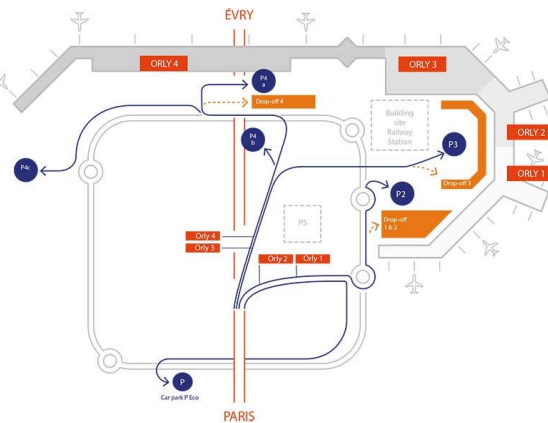 ÉVRY
ORLY 4
ORLY 3
P4
a
Drop-off 4
Building
site
Railway
Station
P4
b
P3
ORLY 2
ORLY 1
P4c
Drop-off
P2
P5
Drop-off
1 & 2
Orly 4
Orly 3
Orly 2
Orly 1
P
Car park P Eco
PARIS